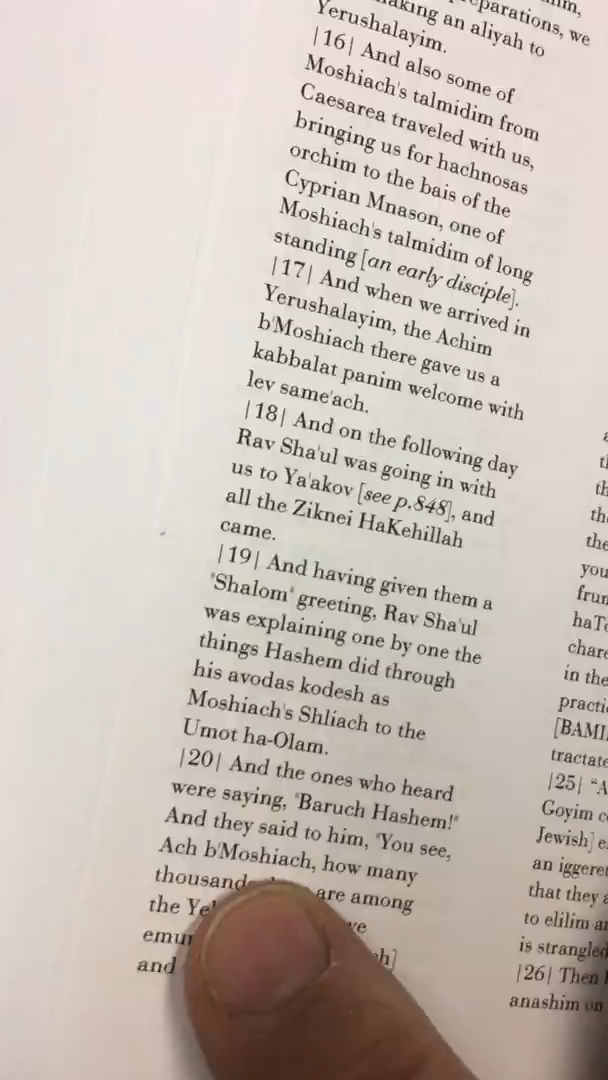 an aliyah to
Yerushalayim.
|16| And also some of
Moshiach's talmidim from
Caesarea traveled with us,
bringing us for hachnosas
orchim to the bais of the
Cyprian Mnason, one of
Moshiach's talmidim of long
standing [an early disciple].
|17| And when we arrived in
Yerushalayim, the Achim
b'Moshiach there gave us a
kabbalat panim welcome with
lev same'ach.
|18| And on the following day
Rav Sha'ul was going in with
us to Ya'akov [see p.848], and
all the Ziknei HaKehillah
came.
|19| And having given them a
"Shalom" greeting, Rav Sha'ul
was explaining one by one the
things Hashem did through
his avodas kodesh as
Moshiach's Shliach to the
Umot ha-Olam.
|20| And the ones who heard
were saying, "Baruch Hashem!"
And they said to him, "You see,
Ach b'Moshiach, how many
are among
the
and
the
you
in the
[BAMI
|25| "A
Goyim
Jewish]
an
that they
to elilim
is strangled
|26| Then
anashim on